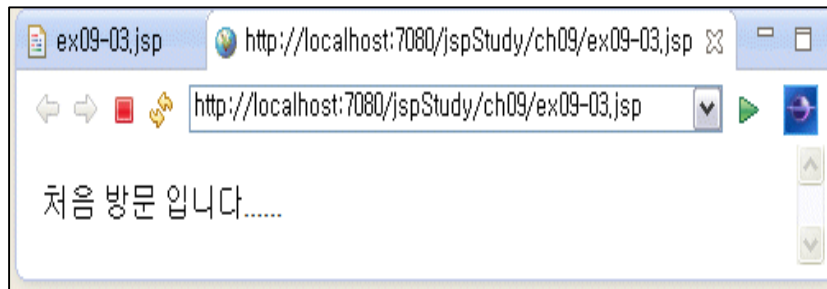 ex09-03.jsp http://localhost:7080/jspStudy/ch09/ex09-03.jsp
http://localhost:7080/jspStudy/ch09/ex09-03.jsp
처음 방문 입니다......